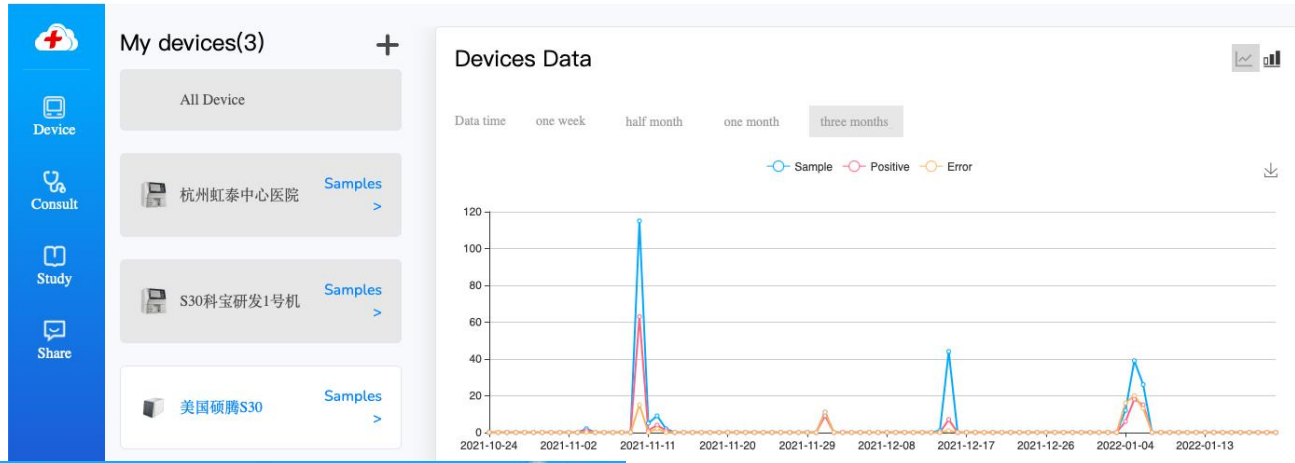 My devices(3) +
All Device
杭州虹泰中心医院 Samples
>
S30科宝研发1号机 Samples
>
美国硕腾S30 Samples
>
Device
Consult
Study
Share
Devices Data
Data time one week half month one month three months
Sample Positive Error
120
100
80
60
40
20
0
2021-10-24 2021-11-02 2021-11-11 2021-11-20 2021-11-29 2021-12-08 2021-12-17 2021-12-26 2022-01-04 2022-01-13